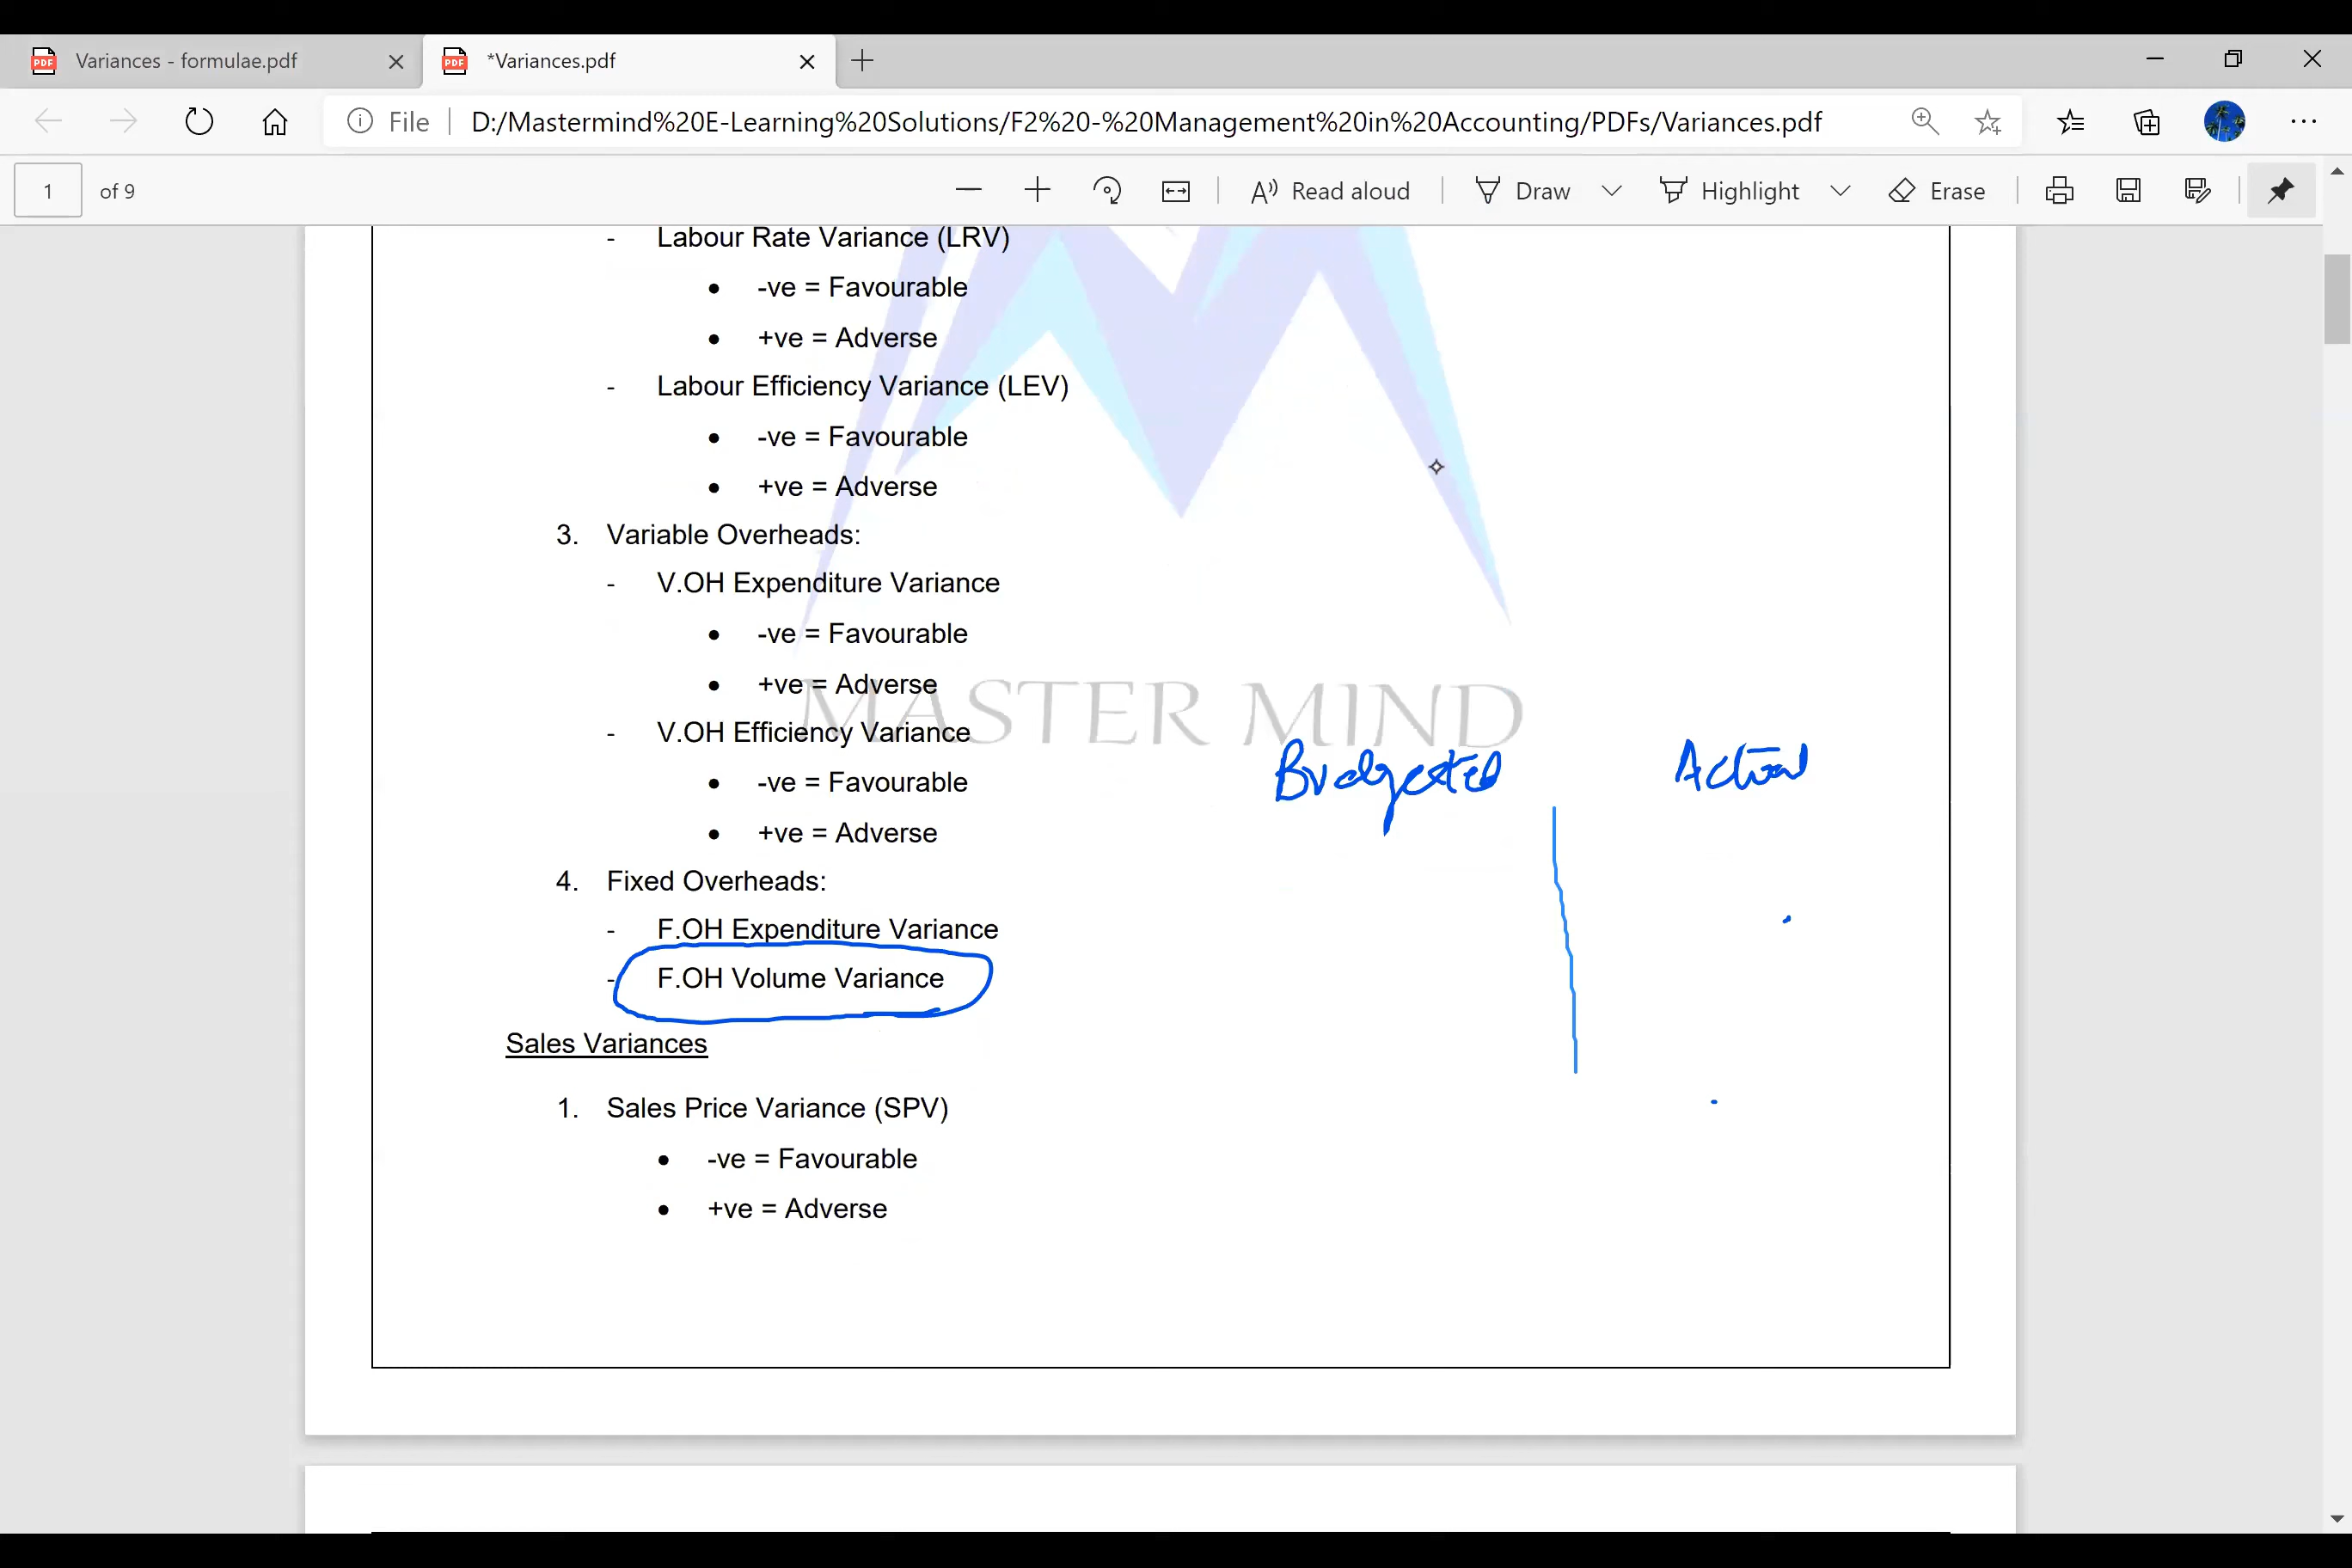 Variances - formulae.pdf
*Variances.pdf
File
D:/Mastermind%20E-Learning%20Solutions/F2%20-%20Management%20in%20Accounting/PDFs/Variances.pdf
1 of 9
Read aloud
Draw
Highlight
Erase
- Labour Rate Variance (LRV)
• -ve = Favourable
• +ve = Adverse
- Labour Efficiency Variance (LEV)
• -ve = Favourable
• +ve = Adverse
3. Variable Overheads:
- V.OH Expenditure Variance
• -ve = Favourable
• +ve = Adverse
MASTER MIND
- V.OH Efficiency Variance
Budgested Actual
• -ve = Favourable
• +ve = Adverse
4. Fixed Overheads:
- F.OH Expenditure Variance
- F.OH Volume Variance
Sales Variances
1. Sales Price Variance (SPV)
• -ve = Favourable
• +ve = Adverse